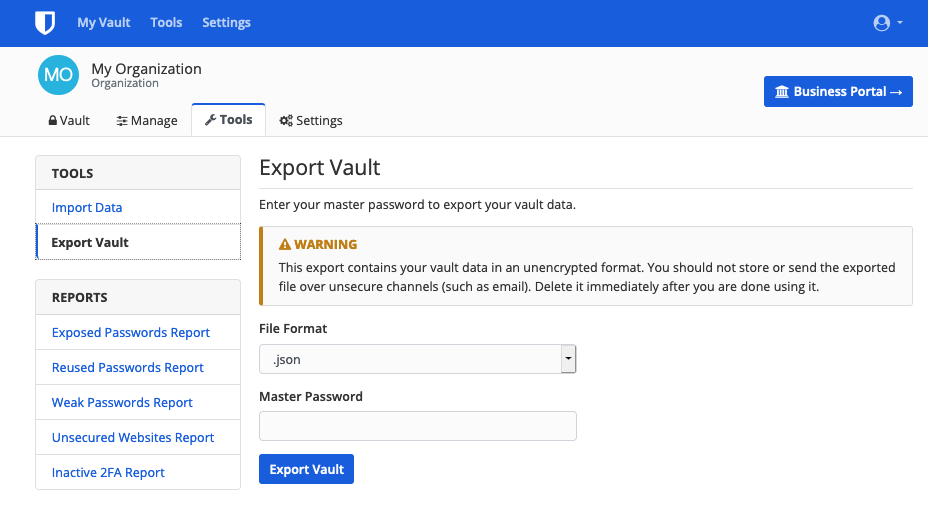 My Vault Tools Settings
MO
My Organization
Organization
Business Portal →
Vault Manage Tools Settings
TOOLS
Import Data
Export Vault
REPORTS
Exposed Passwords Report
Reused Passwords Report
Weak Passwords Report
Unsecured Websites Report
Inactive 2FA Report
Export Vault
Enter your master password to export your vault data.
WARNING
This export contains your vault data in an unencrypted format. You should not store or send the exported
file over unsecure channels (such as email). Delete it immediately after you are done using it.
File Format
.json
Master Password
Export Vault